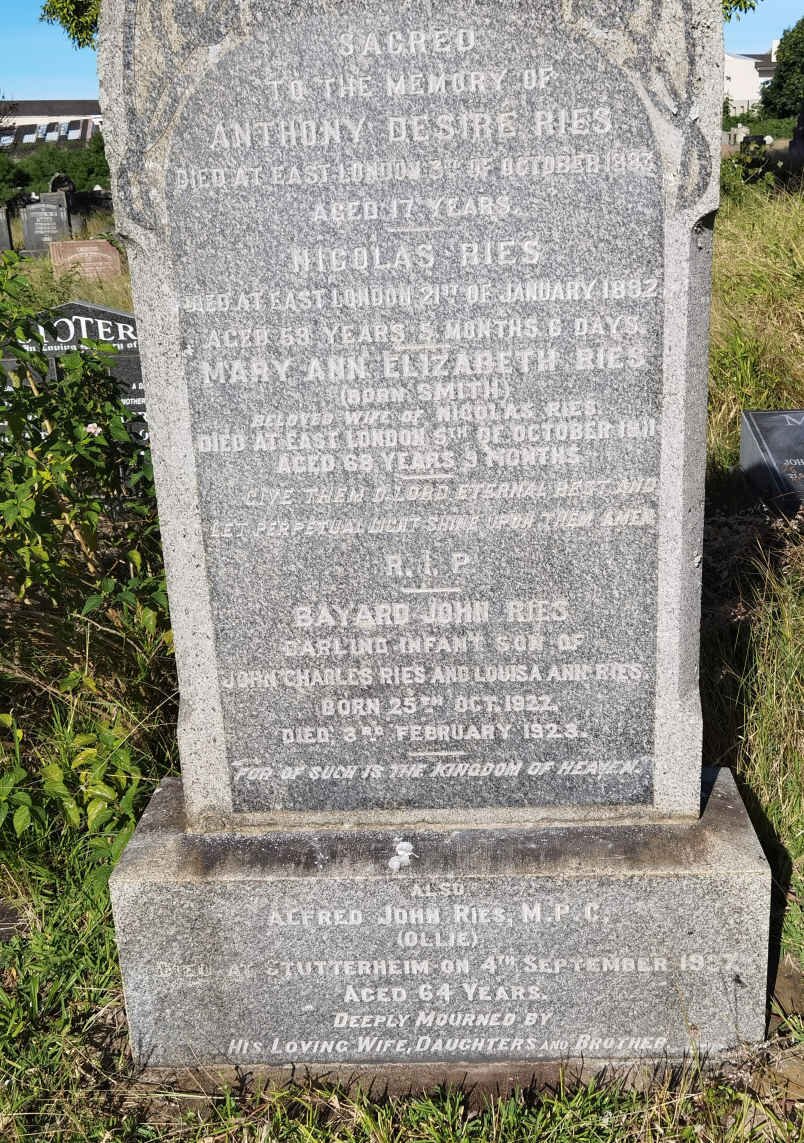 SACRED
TO THE MEMORY OF
ANTHONY DESIRÉ RIES
DIED AT EAST LONDON 3RD OF OCTOBER
AGED 17 YEARS.
NICOLAS RIES
DIED AT EAST LONDON 21ST OF JANUARY 1892
AGED 59 YEARS, 5 MONTHS, 6 DAYS.
MARY ANN ELIZABETH RIES
(BORN SMITH)
BELOVED WIFE OF NICOLAS RIES.
DIED AT EAST LONDON 5TH OF OCTOBER 1911
AGED 68 YEARS 9 MONTHS
GIVE THEM O LORD ETERNAL REST AND
LET PERPETUAL LIGHT SHINE UPON THEM AMEN
R.I.P
BAYARD JOHN RIES
DARLING INFANT SON OF
JOHN CHARLES RIES AND LOUISA ANN RIES.
BORN 25TH OCT. 1922.
DIED, 3RD FEBRUARY 1923.
"FOR OF SUCH IS THE KINGDOM OF HEAVEN."
ALSO
ALFRED JOHN RIES, M.P.C.
(OLLIE)
DIED AT STUTTERHEIM ON 4TH SEPTEMBER
AGED 64 YEARS.
DEEPLY MOURNED BY
HIS LOVING WIFE, DAUGHTERS AND BROTHER
OTER